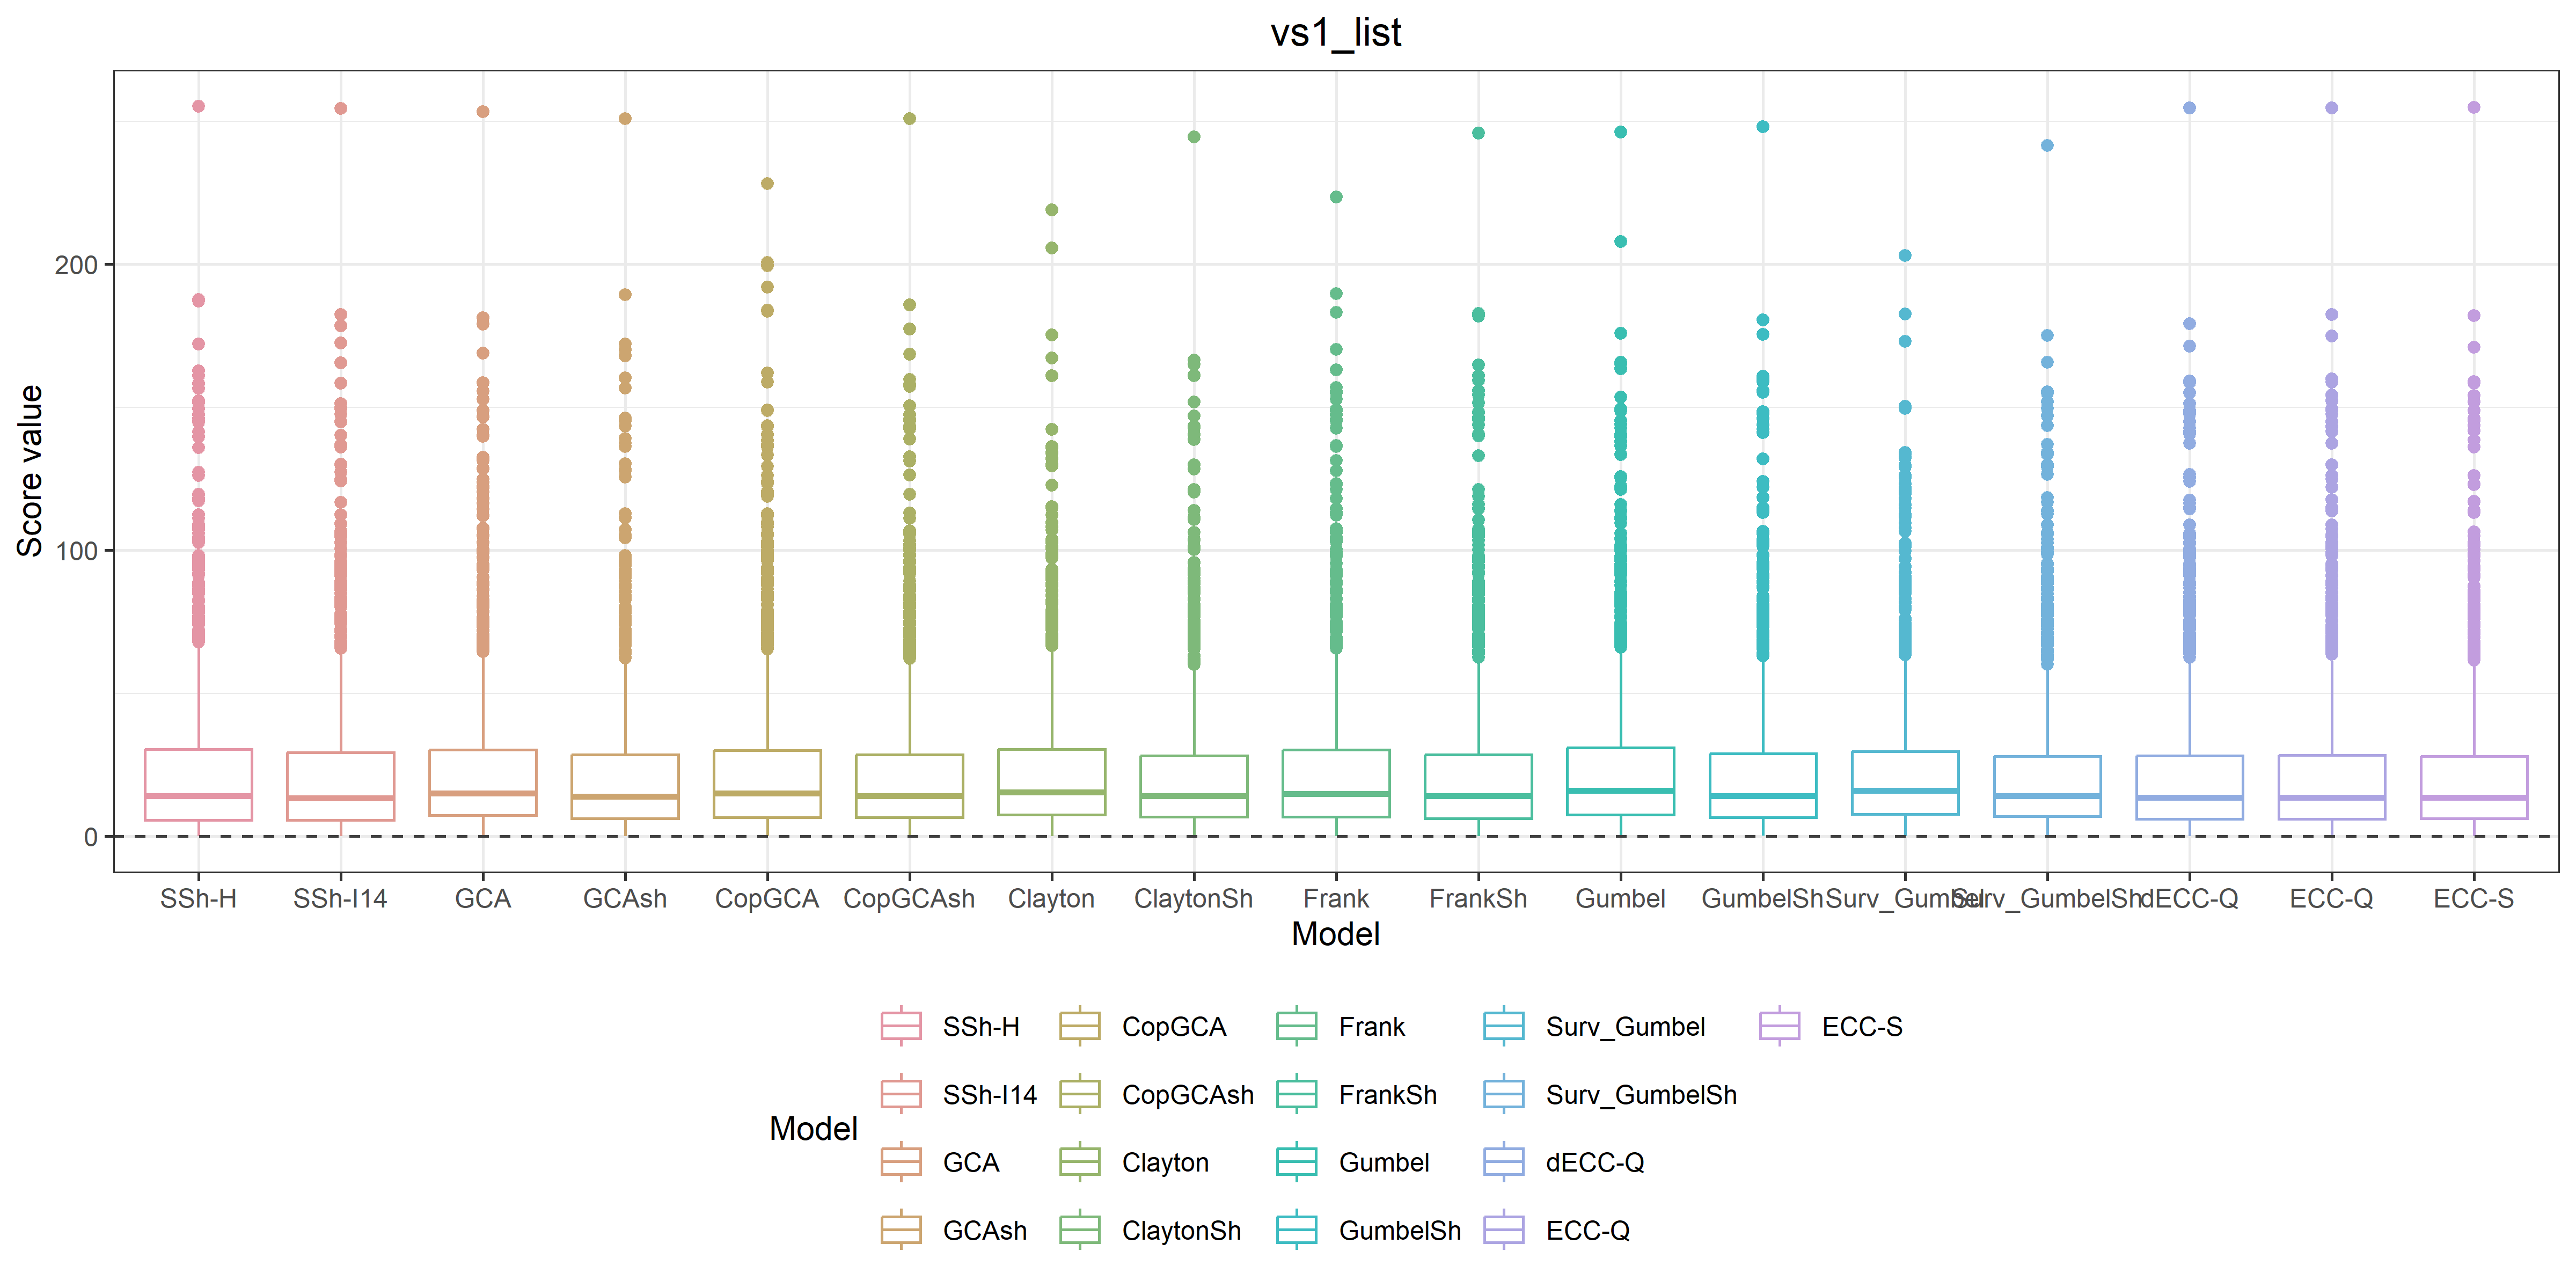 vs1_list
Score value
200
100
0
SSh-H SSh-I14 GCA GCAsh CopGCA CopGCAsh Clayton ClaytonSh Frank FrankSh Gumbel GumbelSh Surv_Gumbel Surv_GumbelSh dECC-Q ECC-Q ECC-S
Model
Model
SSh-H CopGCA Frank Surv_Gumbel ECC-S
SSh-I14 CopGCAsh FrankSh Surv_GumbelSh
GCA Clayton Gumbel dECC-Q
GCAsh ClaytonSh GumbelSh ECC-Q